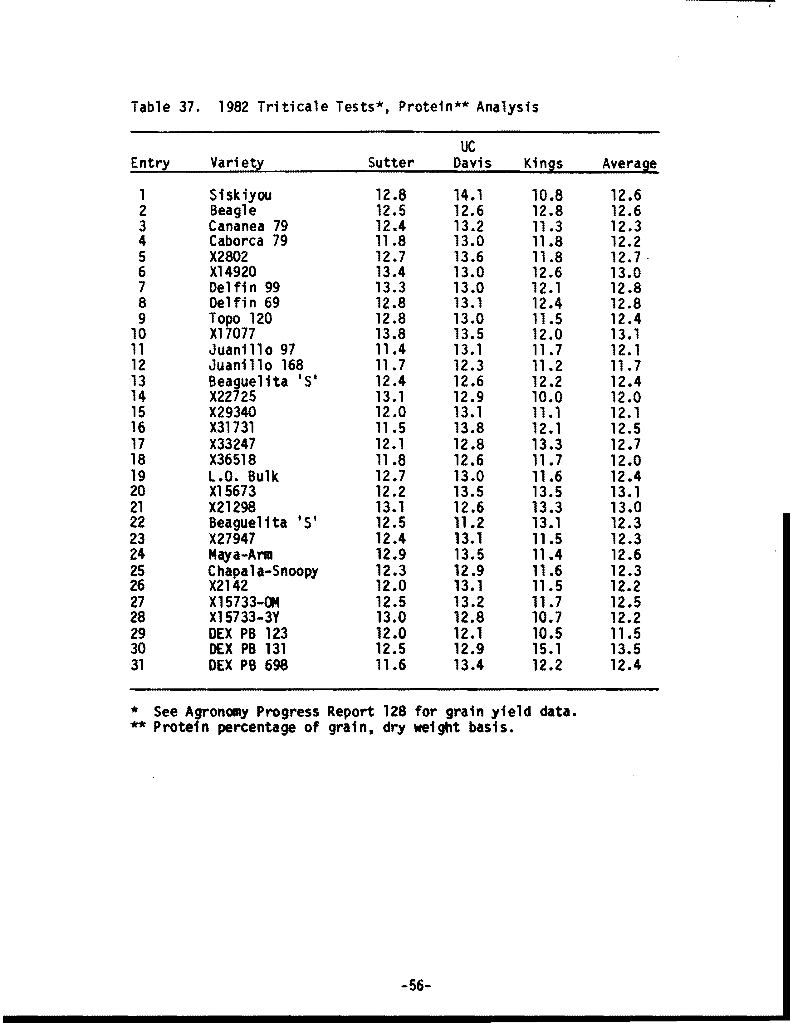 Table 37. 1982 Triticale Tests*, Protein** Analysis
UC
Entry Variety Sutter Davis Kings Average
1 Siskiyou 12.8 14.1 10.8 12.6
2 Beagle 12.5 12.6 12.8 12.6
3 Cananea 79 12.4 13.2 11.3 12.3
4 Caborca 79 11.8 13.0 11.8 12.2
5 X2802 12.7 13.6 11.8 12.7
6 X14920 13.4 13.0 12.6 13.0
7 Delfin 99 13.3 13.0 12.1 12.8
8 Delfin 69 12.8 13.1 12.4 12.8
9 Topo 120 12.8 13.0 11.5 12.4
10 X17077 13.8 13.5 12.0 13.1
11 Juanillo 97 11.4 13.1 11.7 12.1
12 Juanillo 168 11.7 12.3 11.2 11.7
13 Beaguelita 'S' 12.4 12.6 12.2 12.4
14 X22725 13.1 12.9 10.0 12.0
15 X29340 12.0 13.1 11.1 12.1
16 X31731 11.5 13.8 12.1 12.5
17 X33247 12.1 12.8 13.3 12.7
18 X36518 11.8 12.6 11.7 12.0
19 L.O. Bulk 12.7 13.0 11.6 12.4
20 X15673 12.2 13.5 13.5 13.1
21 X21298 13.1 12.6 13.3 13.0
22 Beaguelita 'S' 12.5 11.2 13.1 12.3
23 X27947 12.4 13.1 11.5 12.3
24 Maya-Arm 12.9 13.5 11.4 12.6
25 Chapala-Snoopy 12.3 12.9 11.6 12.3
26 X2142 12.0 13.1 11.5 12.2
27 X15733-OM 12.5 13.2 11.7 12.5
28 X15733-3Y 13.0 12.8 10.7 12.2
29 DEX PB 123 12.0 12.1 10.5 11.5
30 DEX PB 131 12.5 12.9 15.1 13.5
31 DEX PB 698 11.6 13.4 12.2 12.4
* See Agronomy Progress Report 128 for grain yield data.
** Protein percentage of grain, dry weight basis.
-56-